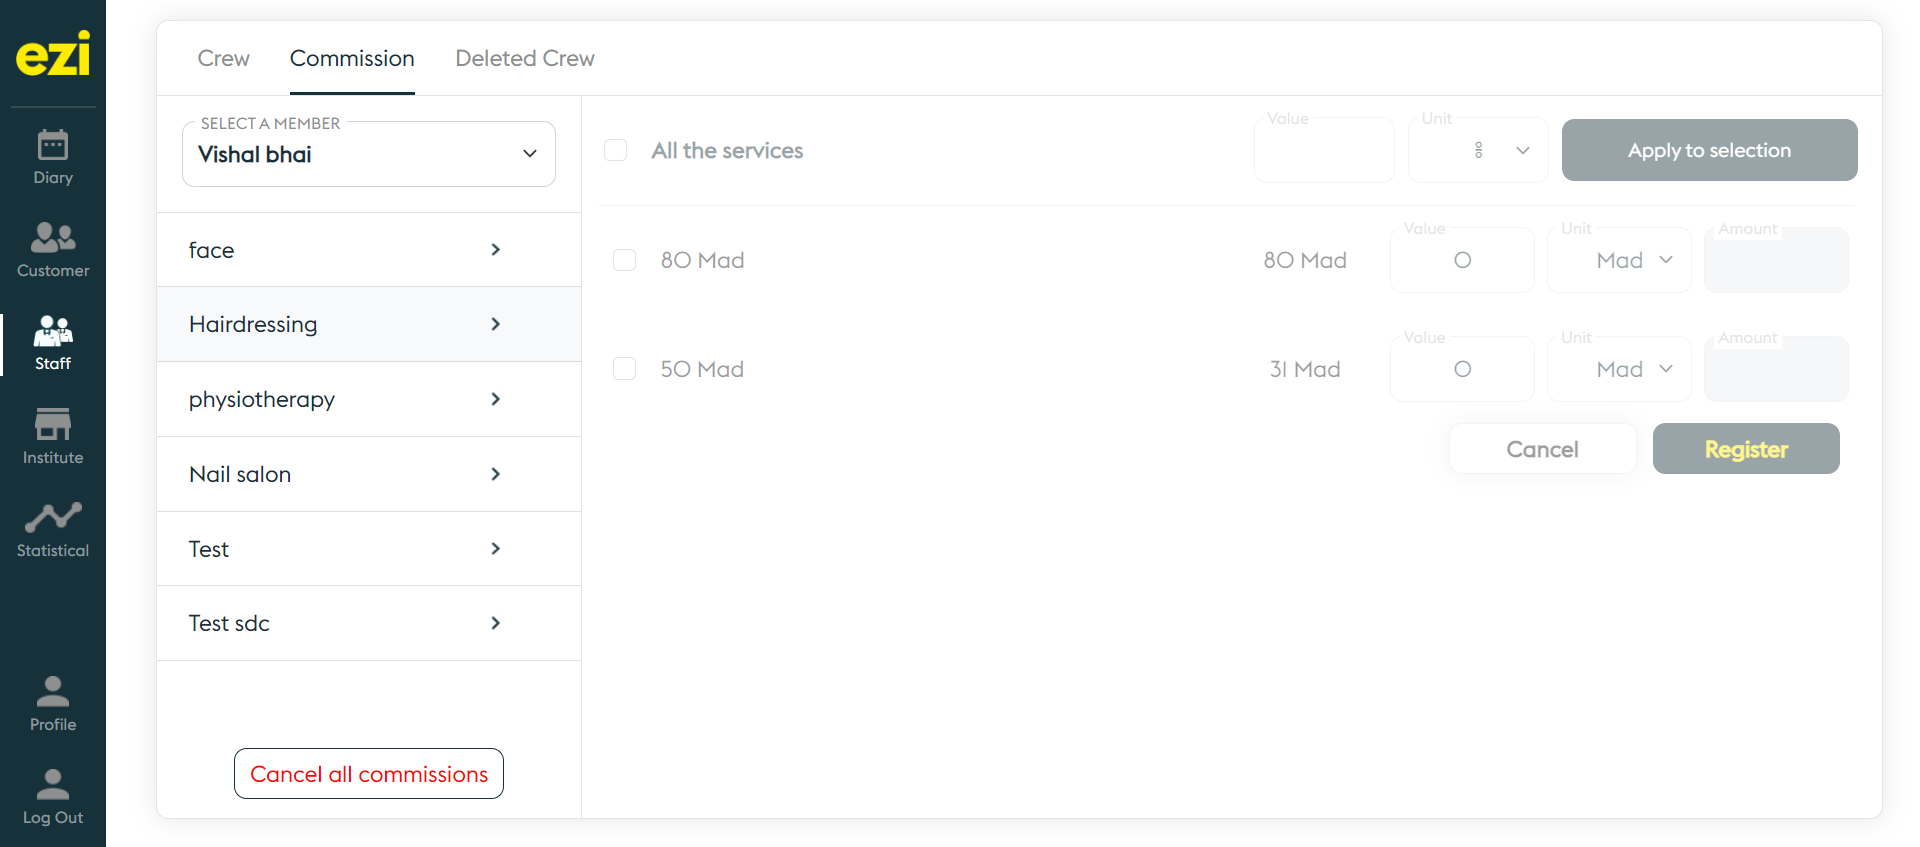 ezi
Diary
Customer
Staff
Institute
Statistical
Profile
Log Out
Crew
Commission
Deleted Crew
SELECT A MEMBER
Vishal bhai
face
Hairdressing
physiotherapy
Nail salon
Test
Test sdc
Cancel all commissions
All the services
Value
Unit
%
Apply to selection
80 Mad
80 Mad
Value
0
Unit
Mad
Amount
50 Mad
31 Mad
Value
0
Unit
Mad
Amount
Cancel
Register